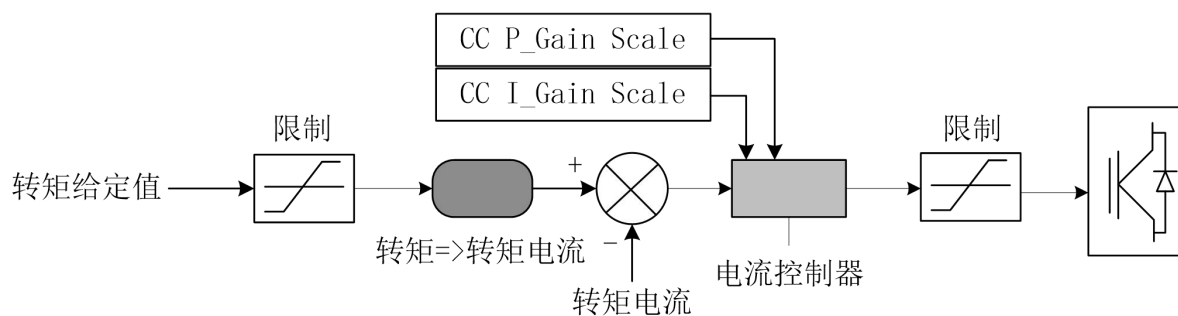 CC P_Gain Scale
CC I_Gain Scale
限制
限制
转矩给定值
+
转矩=>转矩电流
−
电流控制器
转矩电流